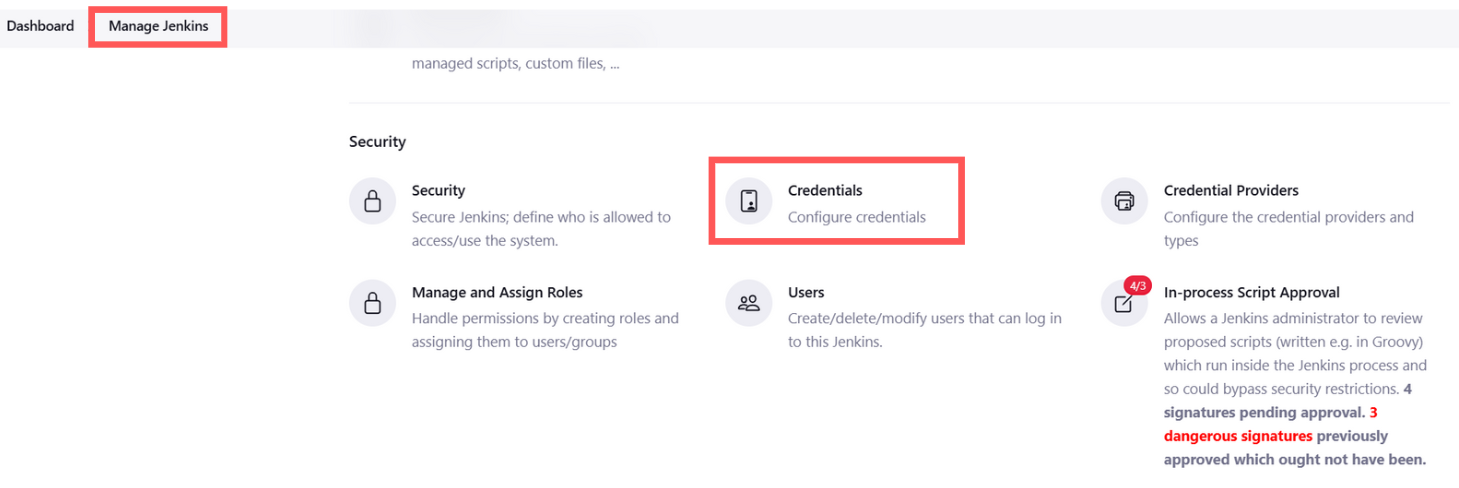 Dashboard Manage Jenkins
managed scripts, custom files, ...
Security
Security
Secure Jenkins; define who is allowed to
access/use the system.
Credentials
Configure credentials
Credential Providers
Configure the credential providers and
types
Manage and Assign Roles
Handle permissions by creating roles and
assigning them to users/groups
Users
Create/delete/modify users that can log in
to this Jenkins.
4/3
In-process Script Approval
Allows a Jenkins administrator to review
proposed scripts (written e.g. in Groovy)
which run inside the Jenkins process and
so could bypass security restrictions. 4
signatures pending approval. 3
dangerous signatures previously
approved which ought not have been.